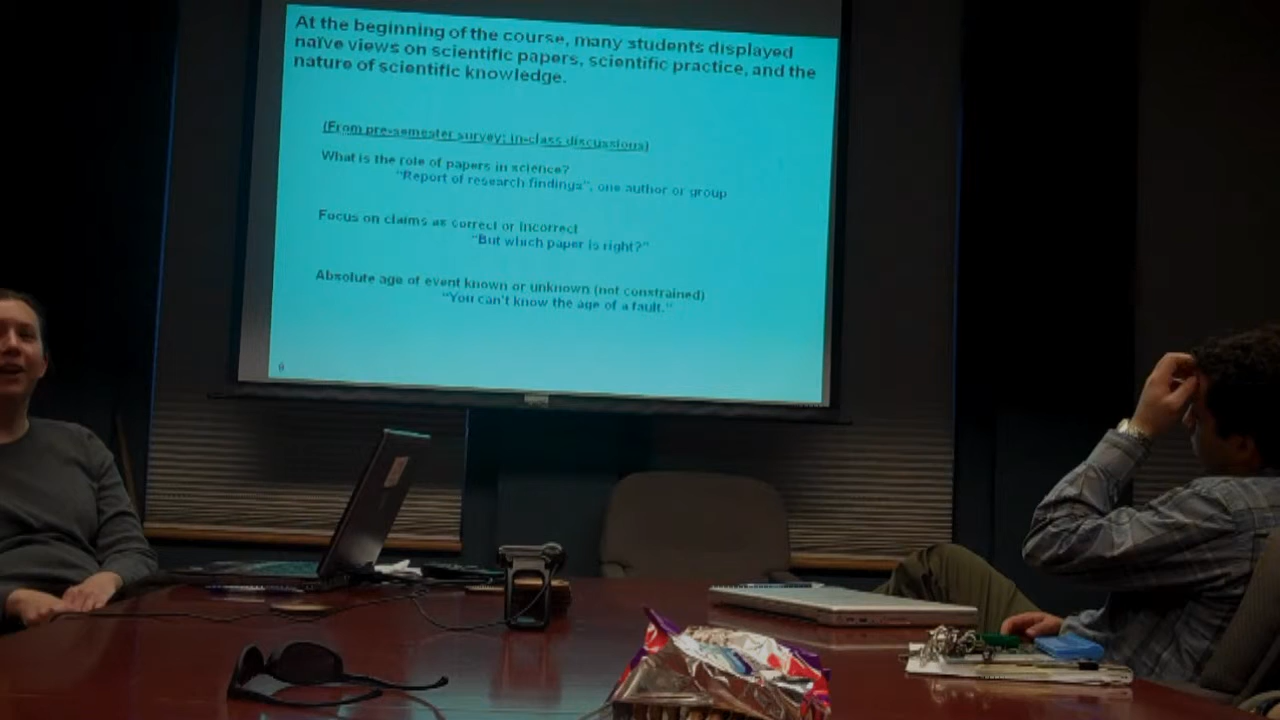 At the beginning of the course, many students displayed
naïve views on scientific papers, scientific practice, and the
nature of scientific knowledge.
(From pre-semester survey; in-class discussions)
What is the role of papers in science?
"Report of research findings", one author or group
Focus on claims as correct or incorrect
"But which paper is right?"
Absolute age of event known or unknown (not constrained)
"You can't know the age of a fault."